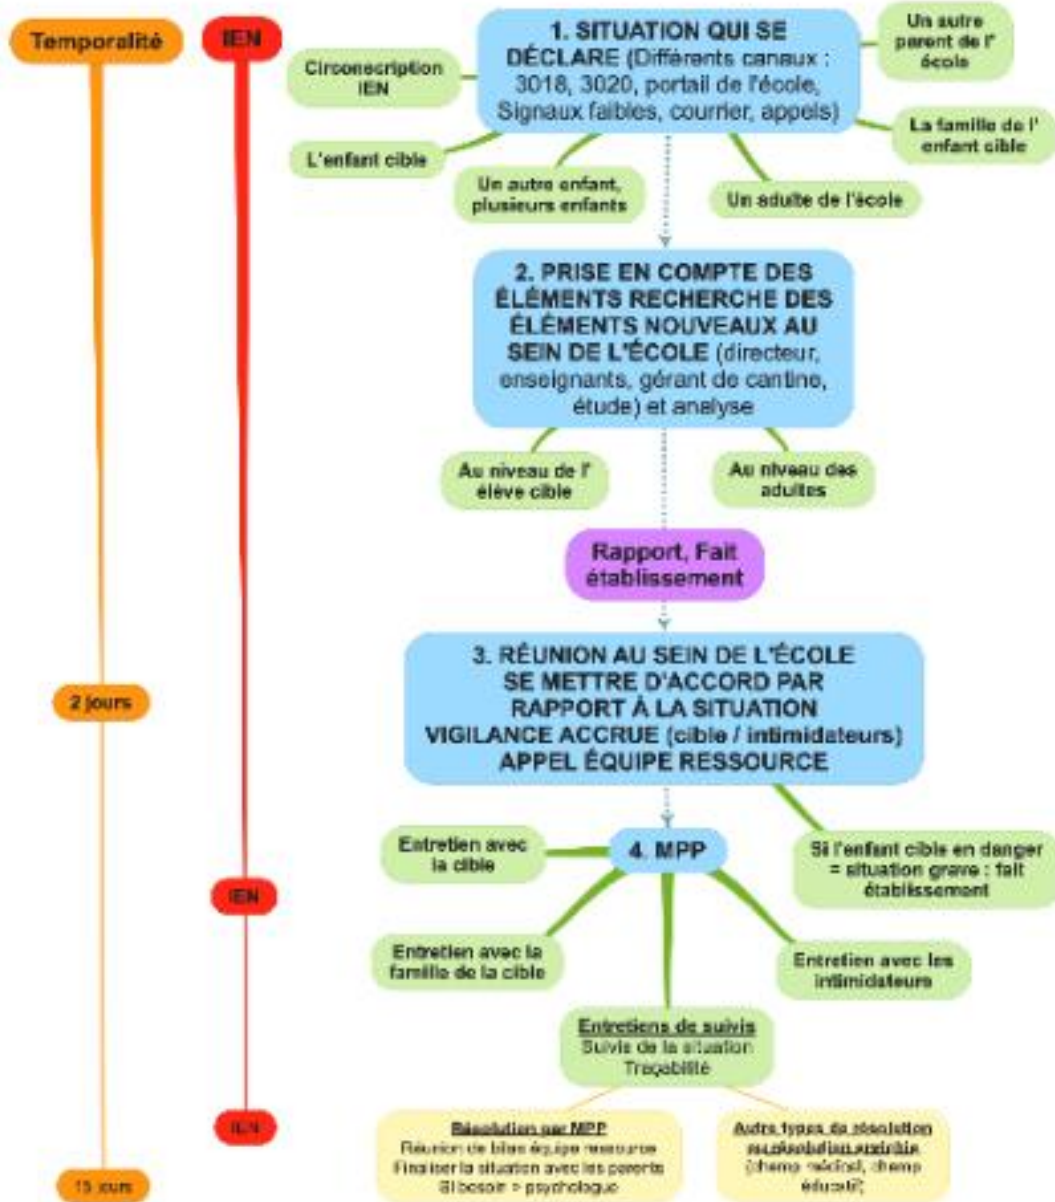 Temporalité
IEN
1. SITUATION QUI SE
DÉCLARE (Différents canaux :
3018, 3020, portail de l'école,
Signaux faibles, courrier, appels)
Un autre
parent de l'
école
Circonscription
IEN
La famille de l'
enfant cible
L'enfant cible
Un autre enfant,
plusieurs enfants
Un adulte de l'école
2. PRISE EN COMPTE DES
ÉLÉMENTS RECHERCHE DES
ÉLÉMENTS NOUVEAUX AU
SEIN DE L'ÉCOLE (directeur,
enseignants, gérant de cantine,
étude) et analyse
Au niveau de l'
élève cible
Au niveau des
adultes
Rapport, Fait
établissement
3. RÉUNION AU SEIN DE L'ÉCOLE
SE METTRE D'ACCORD PAR
RAPPORT À LA SITUATION
VIGILANCE ACCRUE (cible / intimidateurs)
APPEL ÉQUIPE RESSOURCE
2 jours
Entretien avec
la cible
4. MPP
Si l'enfant cible en danger
= situation grave : fait
établissement
IEN
Entretien avec la
famille de la cible
Entretien avec les
intimidateurs
Entretiens de suivis
Suivis de la situation
Traçabilité
IEN
Résolution par MPP
Réunion de bilan équipe ressource
Finaliser la situation avec les parents
Si besoin > psychologue
Autre types de résolution
ou résolution enrichie
(champ médical, champ
éducatif)
15 jours